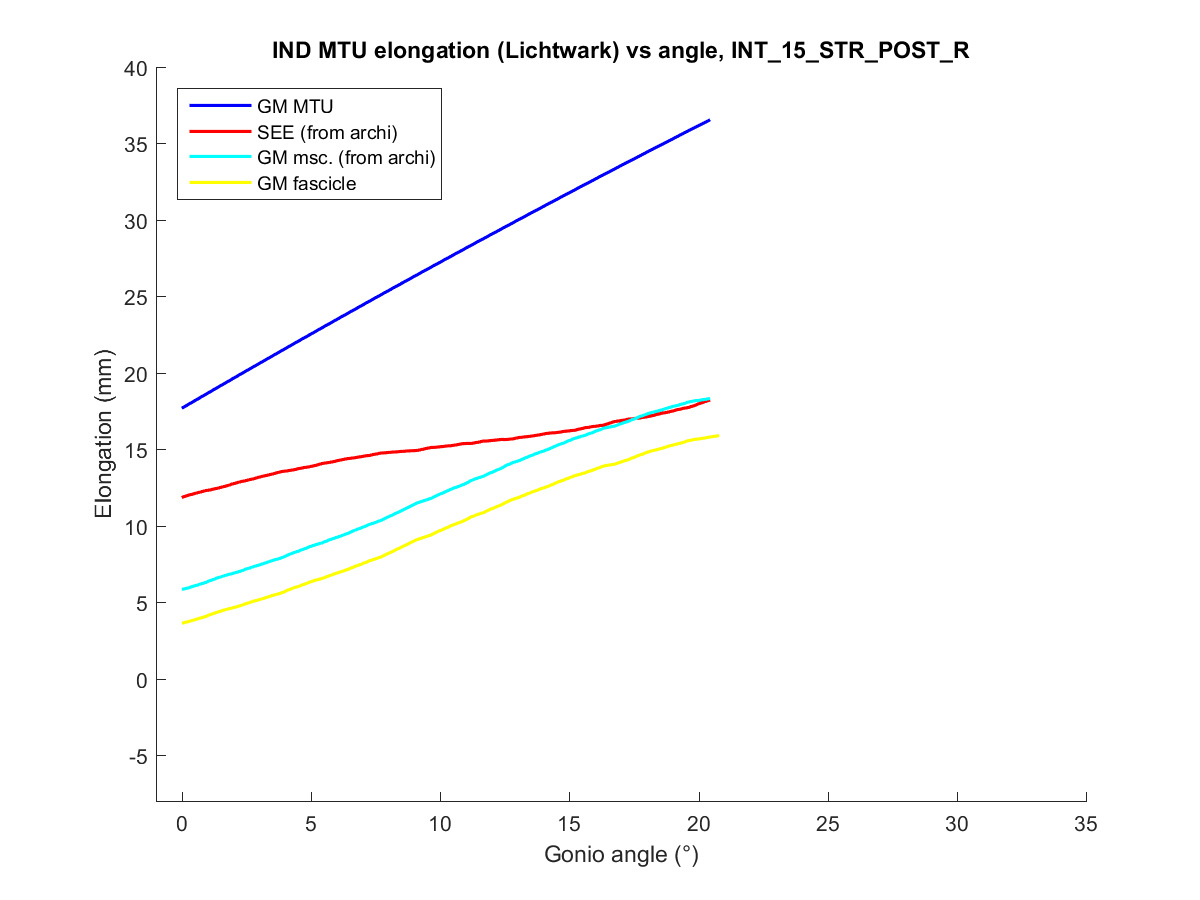 IND MTU elongation (Lichtwark) vs angle, INT_15_STR_POST_R
40
35
30
25
20
15
10
5
0
-5
Elongation (mm)
GM MTU
SEE (from archi)
GM msc. (from archi)
GM fascicle
0 5 10 15 20 25 30 35
Gonio angle (°)